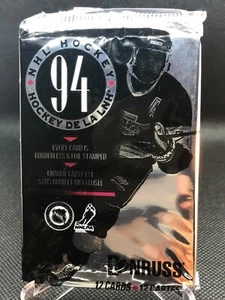 NHL HOCKEY
94
HOCKEY DE LA LNH
EVERY CARD IS
BORDERLESS & FOIL STAMPED
CHAQUE CARTE EST
SANS BORD ET MÉTALLISÉE
NHLPA
DONRUSS
12 CARDS • 12 CARTES